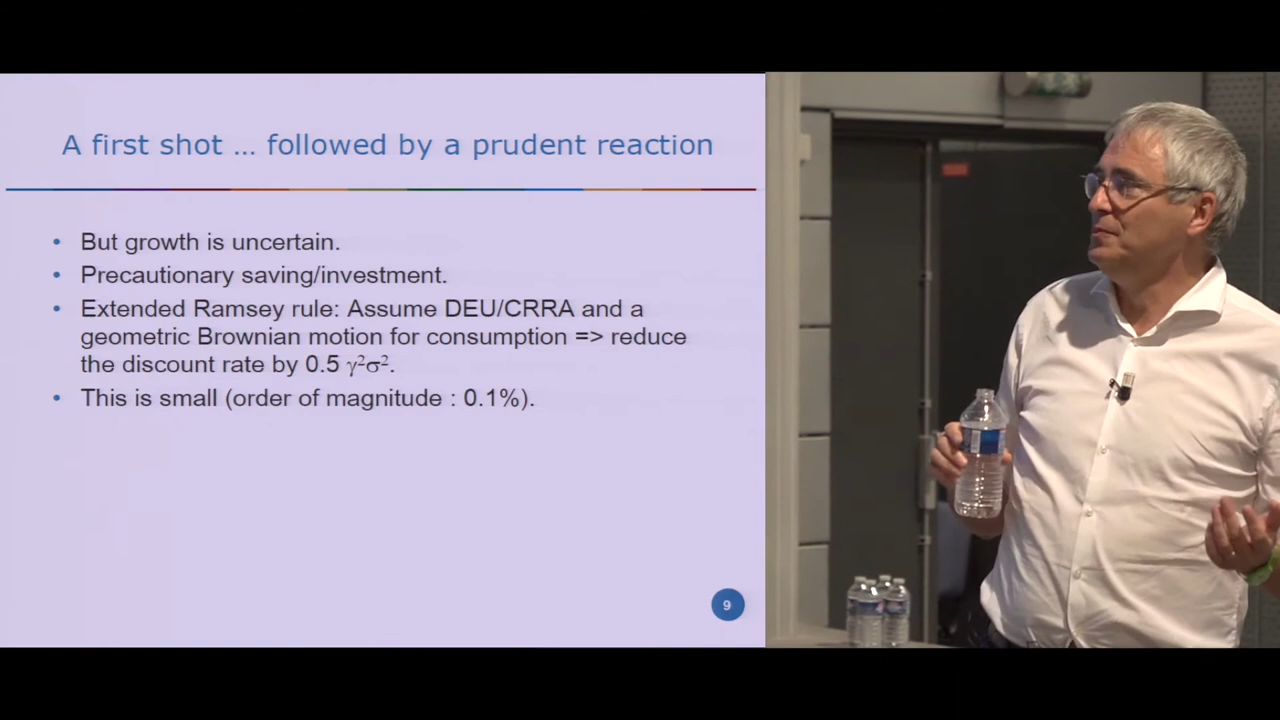 A first shot … followed by a prudent reaction
• But growth is uncertain.
• Precautionary saving/investment.
• Extended Ramsey rule: Assume DEU/CRRA and a
geometric Brownian motion for consumption => reduce
the discount rate by 0.5 γ²σ².
• This is small (order of magnitude : 0.1%).
9